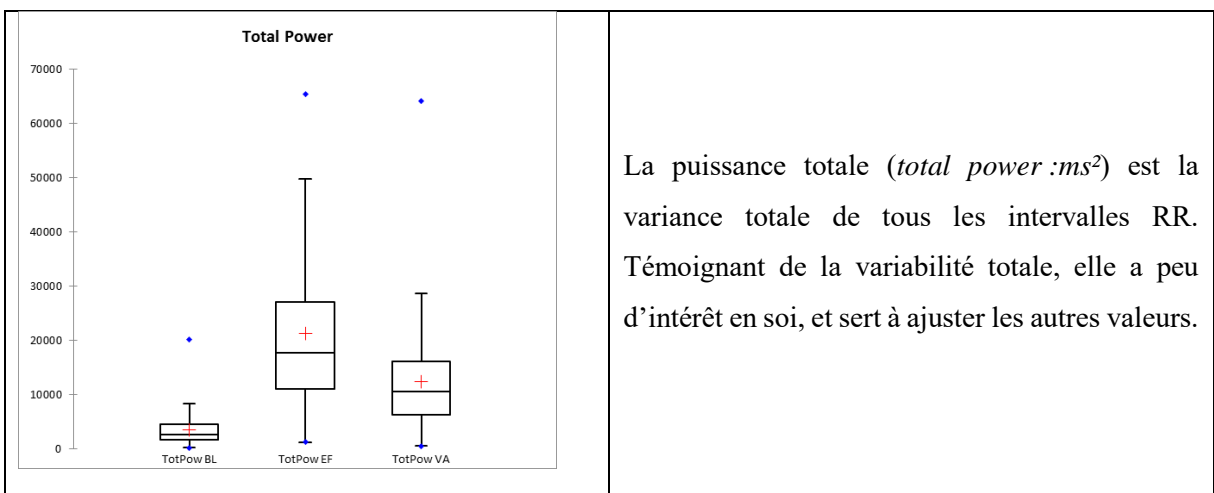 Total Power
70000
60000
50000
40000
30000
20000
10000
0
TotPow BL TotPow EF TotPow VA
La puissance totale (total power :ms²) est la
variance totale de tous les intervalles RR.
Témoignant de la variabilité totale, elle a peu
d’intérêt en soi, et sert à ajuster les autres valeurs.